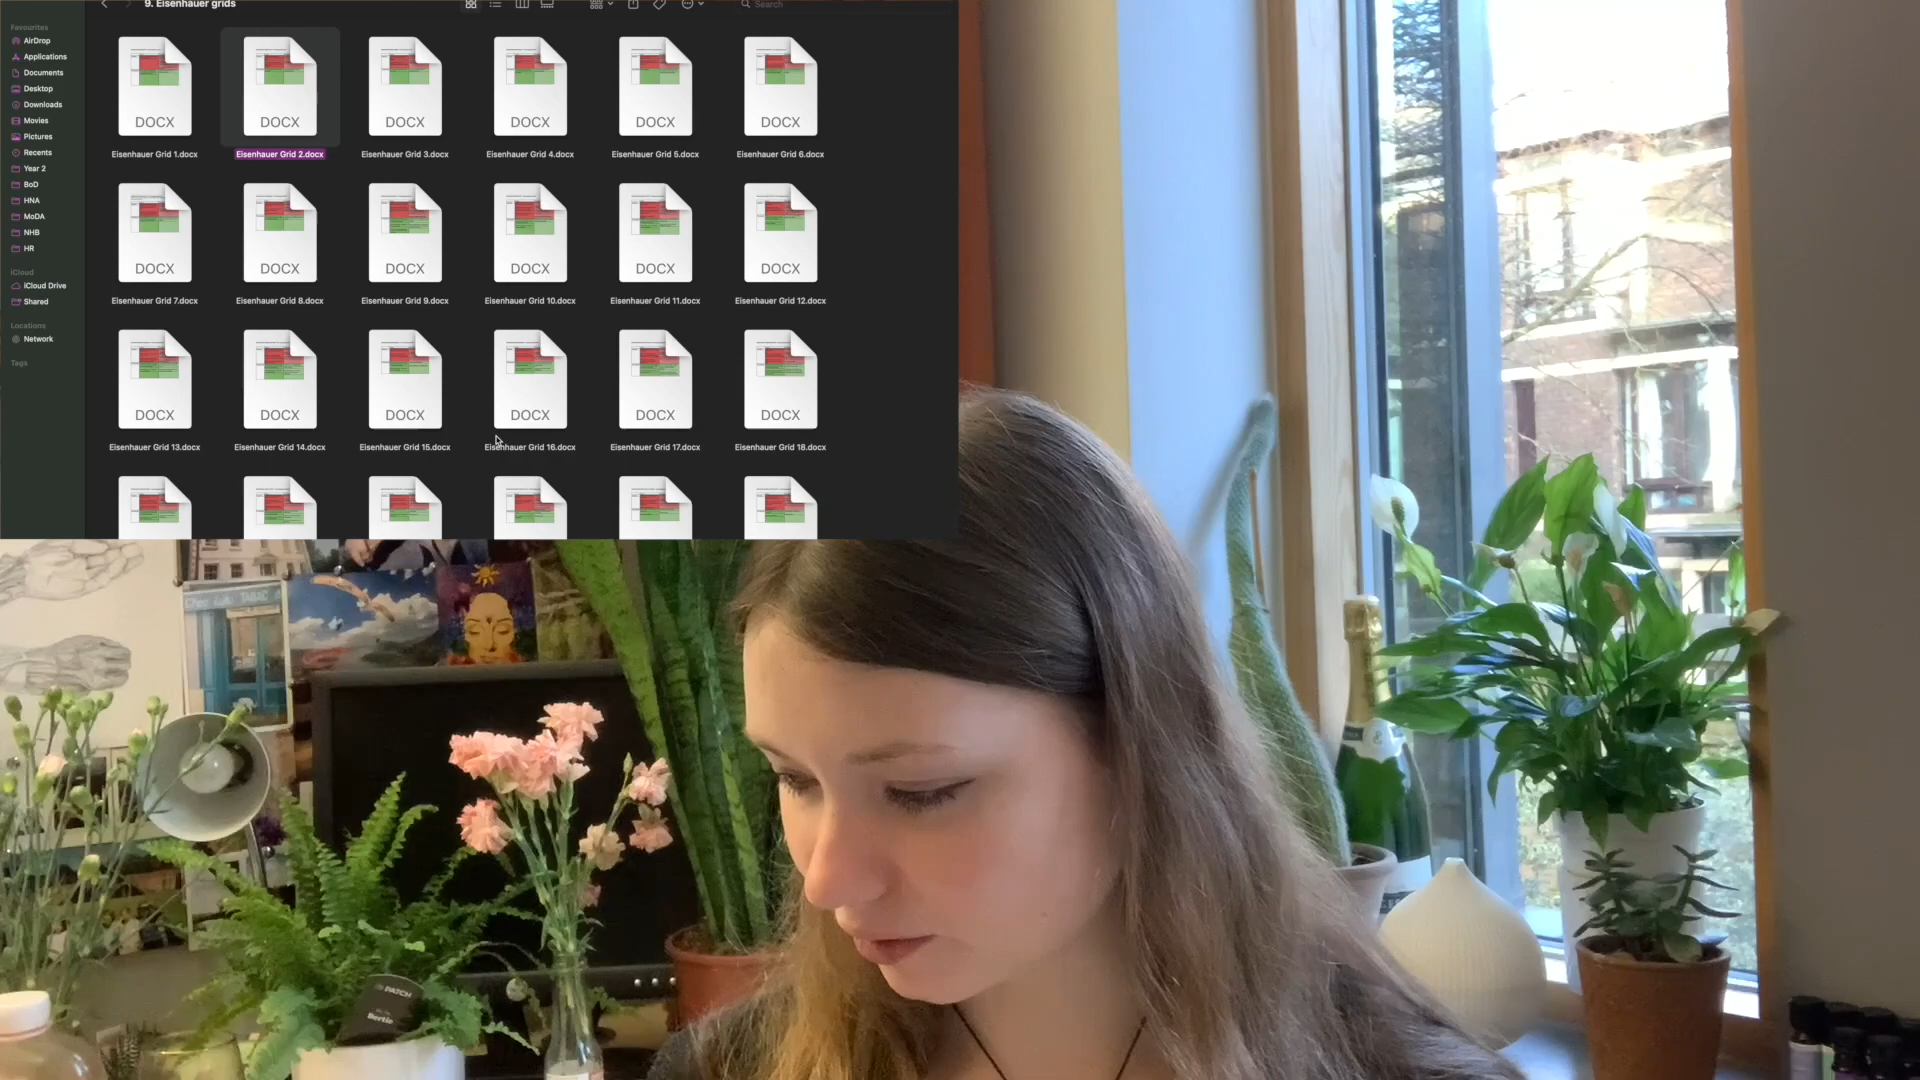 9. Eisenhauer grids
Search
Favourites
AirDrop
Applications
Documents
Desktop
Downloads
Movies
Pictures
Recents
Year 2
BoD
HNA
MoDA
NHB
HR
iCloud
iCloud Drive
Shared
Locations
Network
Tags
DOCX DOCX DOCX DOCX DOCX DOCX
Eisenhauer Grid 1.docx Eisenhauer Grid 2.docx Eisenhauer Grid 3.docx Eisenhauer Grid 4.docx Eisenhauer Grid 5.docx Eisenhauer Grid 6.docx
DOCX DOCX DOCX DOCX DOCX DOCX
Eisenhauer Grid 7.docx Eisenhauer Grid 8.docx Eisenhauer Grid 9.docx Eisenhauer Grid 10.docx Eisenhauer Grid 11.docx Eisenhauer Grid 12.docx
DOCX DOCX DOCX DOCX DOCX DOCX
Eisenhauer Grid 13.docx Eisenhauer Grid 14.docx Eisenhauer Grid 15.docx Eisenhauer Grid 16.docx Eisenhauer Grid 17.docx Eisenhauer Grid 18.docx
TABAC
PATCH
Bertie